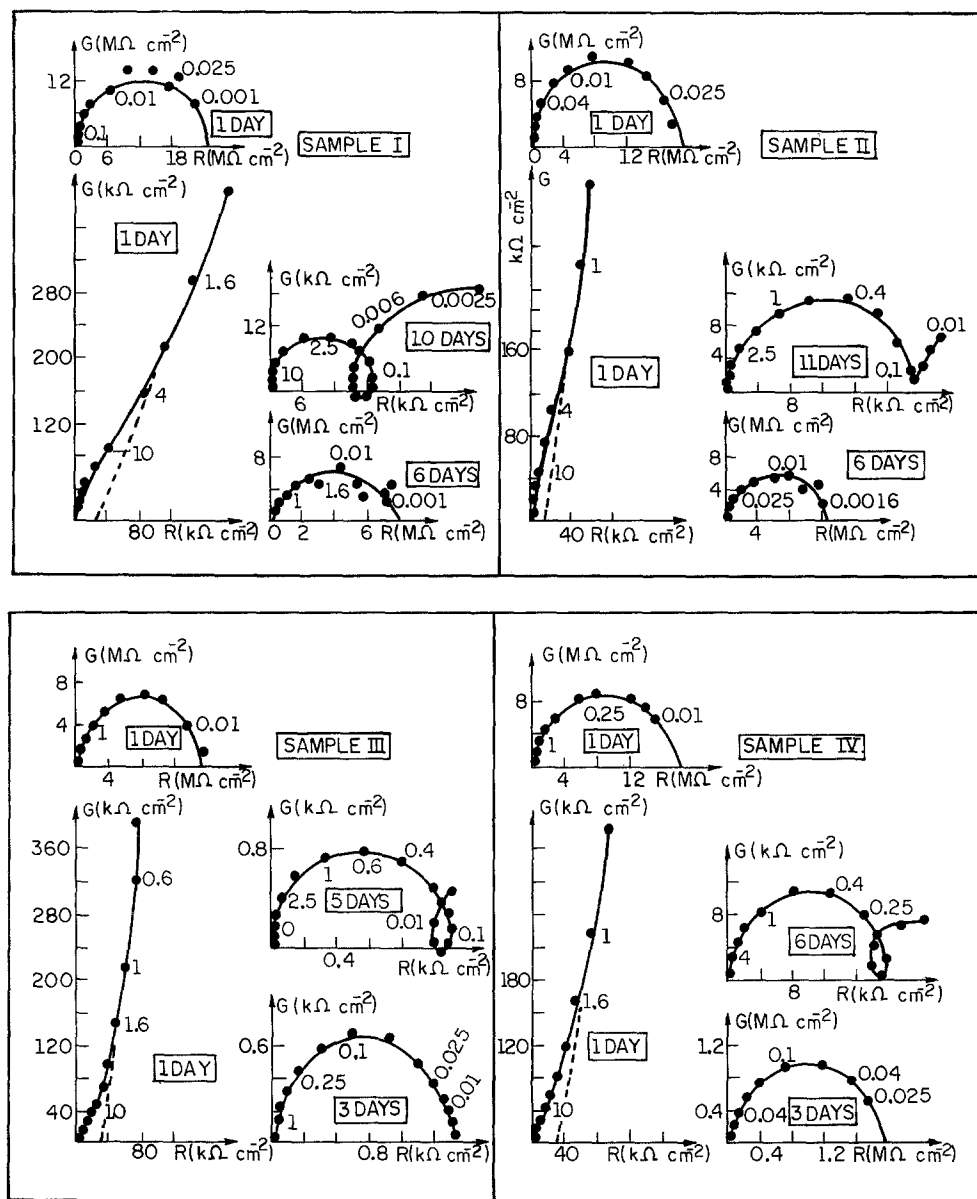 G(MΩ cm⁻²)
12
0.025
0.01
0.001
0.1
1 DAY
0 6 18 R(MΩ cm⁻²)
SAMPLE I
G(kΩ cm⁻²)
1 DAY
280
200
120
1.6
4
10
80 R(kΩ cm⁻²)
G(kΩ cm⁻²)
12
2.5
0.006
0.0025
10 DAYS
10
0.1
6
R(kΩ cm⁻²)
G(MΩ cm⁻²)
8
0.01
6 DAYS
1
1.6
0.001
0 2 6 R(MΩ cm⁻²)
G(MΩ cm⁻²)
8
0.01
0.04
0.025
1 DAY
0 4 12 R(MΩ cm⁻²)
SAMPLE II
G
kΩ cm⁻²
160
80
1
4
10
1 DAY
40 R(kΩ cm⁻²)
G(kΩ cm⁻²)
8
4
1
0.4
2.5
0.01
0.1
11 DAYS
8
R(kΩ cm⁻²)
G(MΩ cm⁻²)
8
4
0.01
6 DAYS
0.025
0.0016
4
R(MΩ cm⁻²)
G(MΩ cm⁻²)
8
4
1
0.01
1 DAY
4 R(MΩ cm⁻²)
SAMPLE III
G(kΩ cm⁻²)
360
280
200
120
40
0.6
1
1.6
10
1 DAY
80 R(kΩ cm⁻²)
G(kΩ cm⁻²)
0.8
0.4
0.6
1
2.5
5 DAYS
0.01
0
0.1
0.4
R(kΩ cm⁻²)
G(kΩ cm⁻²)
0.6
0.1
0.025
0.01
0.25
1
3 DAYS
0.8 R(kΩ cm⁻²)
G(MΩ cm⁻²)
8
0.25
0.01
1
1 DAY
4 12 R(MΩ cm⁻²)
SAMPLE IV
G(kΩ cm⁻²)
180
120
1
1.6
10
1 DAY
40 R(kΩ cm⁻²)
G(kΩ cm⁻²)
8
0.4
1
0.25
4
6 DAYS
8 R(kΩ cm⁻²)
G(MΩ cm⁻²)
1.2
0.4
0.1
0.04
0.025
0.04
3 DAYS
0.4 1.2 R(MΩ cm⁻²)